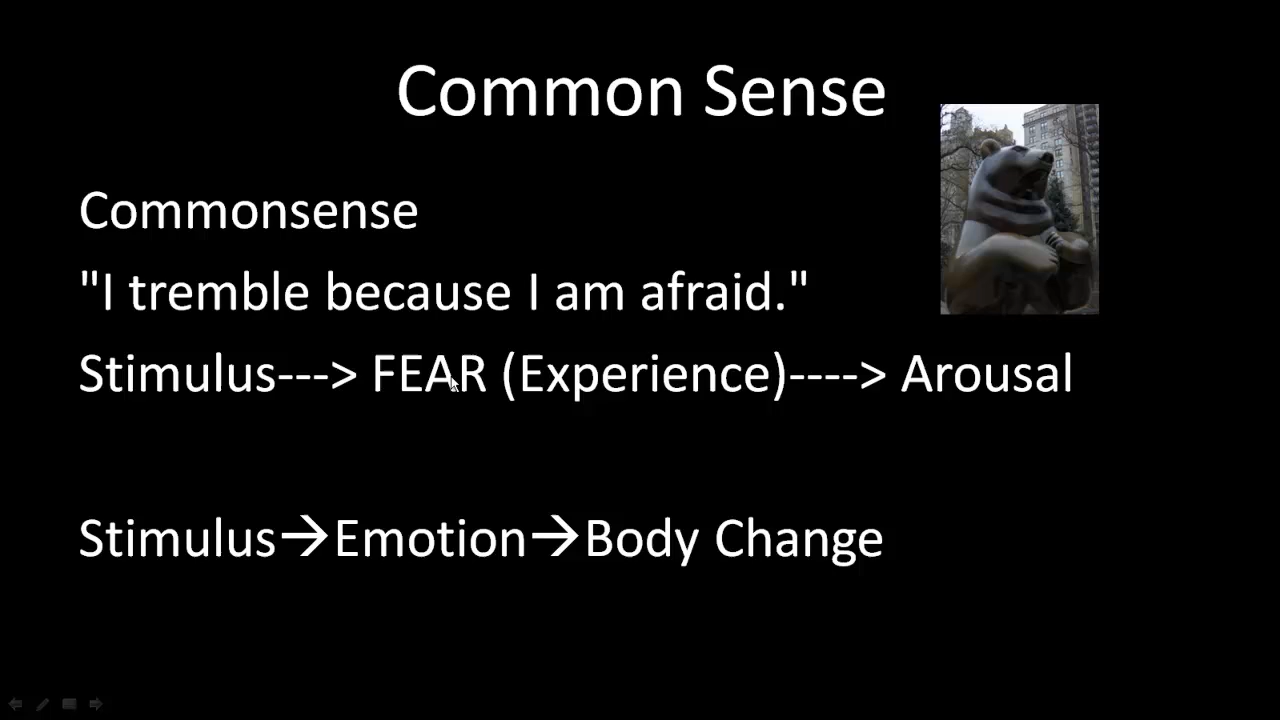 Common Sense
Commonsense
"I tremble because I am afraid."
Stimulus---> FEAR (Experience)----> Arousal
Stimulus→Emotion→Body Change